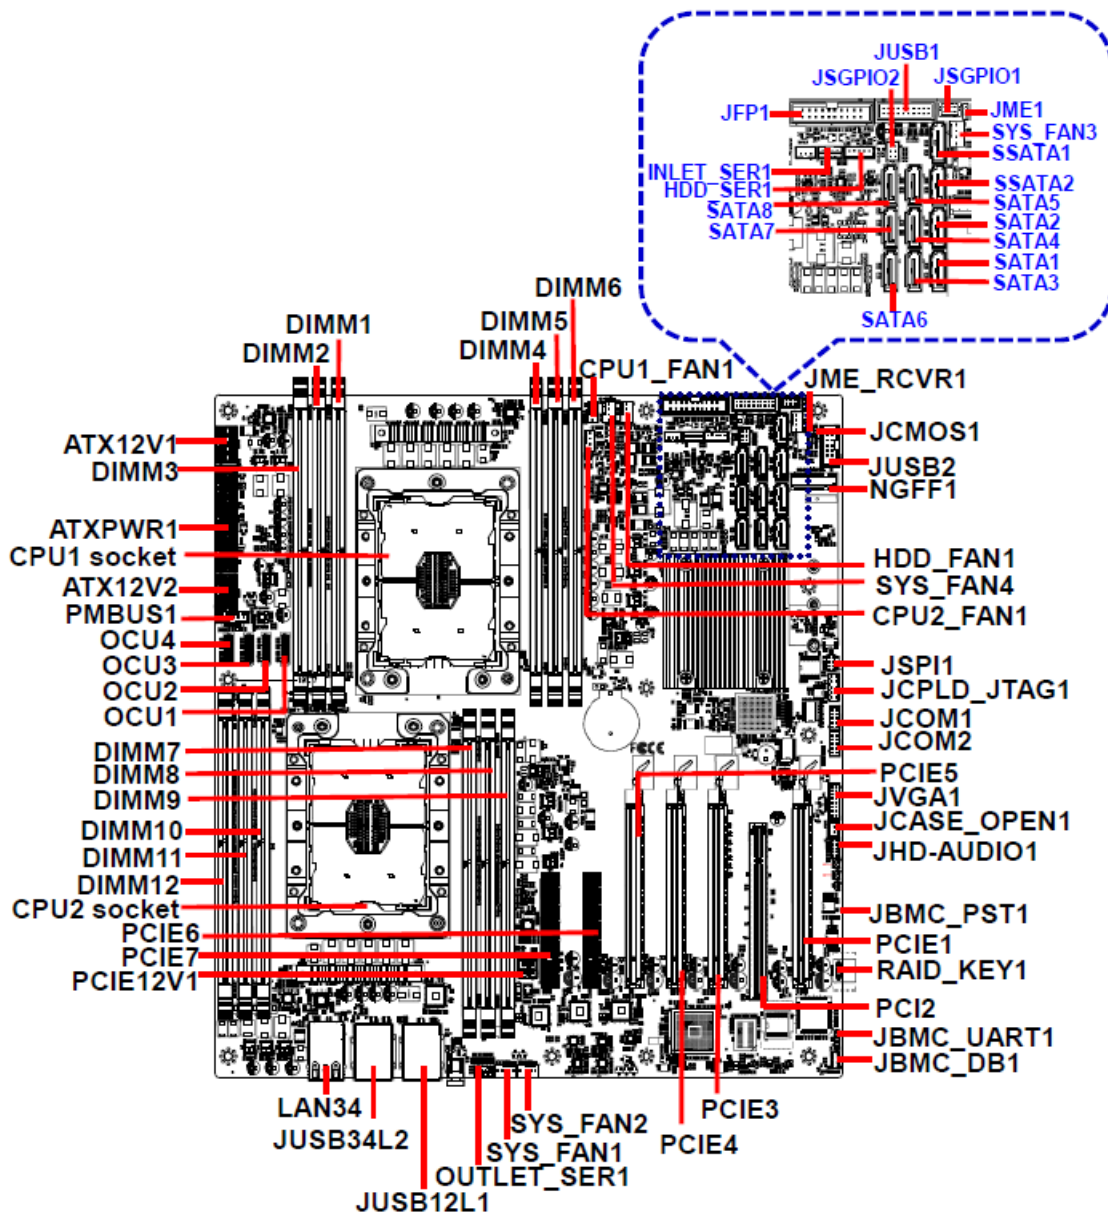 JUSB1
JSGPIO2
JSGPIO1
JFP1
JME1
SYS_FAN3
SSATA1
INLET_SER1
HDD_SER1
SSATA2
SATA5
SATA8
SATA2
SATA7
SATA4
SATA1
SATA3
SATA6
DIMM6
DIMM1
DIMM5
DIMM2
DIMM4
CPU1_FAN1
JME_RCVR1
ATX12V1
JCMOS1
DIMM3
JUSB2
NGFF1
ATXPWR1
CPU1 socket
HDD_FAN1
ATX12V2
SYS_FAN4
PMBUS1
CPU2_FAN1
OCU4
OCU3
JSPI1
OCU2
JCPLD_JTAG1
OCU1
JCOM1
JCOM2
DIMM7
FCCE
DIMM8
PCIE5
DIMM9
JVGA1
DIMM10
JCASE_OPEN1
DIMM11
JHD-AUDIO1
DIMM12
CPU2 socket
JBMC_PST1
PCIE6
PCIE1
PCIE7
RAID_KEY1
PCIE12V1
PCI2
JBMC_UART1
JBMC_DB1
LAN34
PCIE3
SYS_FAN2
JUSB34L2
PCIE4
SYS_FAN1
OUTLET_SER1
JUSB12L1